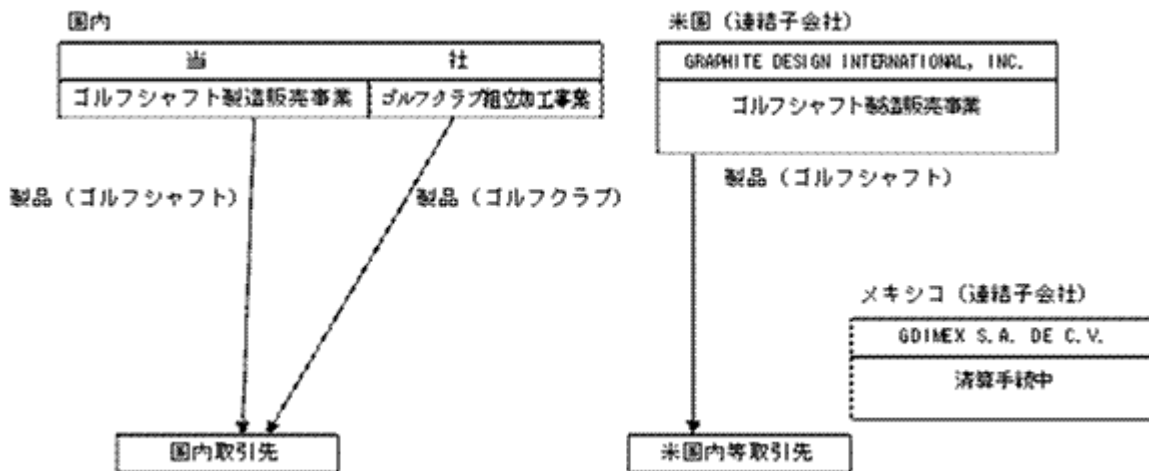 国内
当社
ゴルフシャフト製造販売事業
ゴルフクラブ組立加工事業
製品(ゴルフシャフト)
製品(ゴルフクラブ)
国内取引先
米国(連結子会社)
GRAPHITE DESIGN INTERNATIONAL, INC.
ゴルフシャフト製造販売事業
製品(ゴルフシャフト)
メキシコ(連結子会社)
GDIMEX S.A. DE C.V.
清算手続中
米国内等取引先